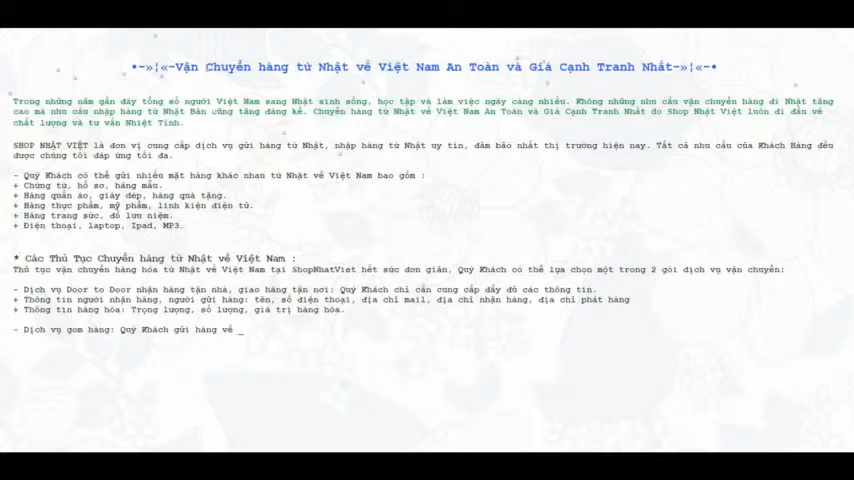 •-»¦«-Vận Chuyển hàng từ Nhật về Việt Nam An Toàn và Giá Cạnh Tranh Nhất-»¦«-•
Trong những năm gần đây tổng số người Việt Nam sang Nhật sinh sống, học tập và làm việc ngày càng nhiều. Không những nhu cầu vận chuyển hàng đi Nhật tăng
cao mà nhu cầu nhập hàng từ Nhật Bản cũng tăng đáng kể. Chuyển hàng từ Nhật về Việt Nam An Toàn và Giá Cạnh Tranh Nhất do Shop Nhật Việt luôn đi đầu về
chất lượng và tư vấn Nhiệt Tình.
SHOP NHẬT VIỆT là đơn vị cung cấp dịch vụ gửi hàng từ Nhật, nhập hàng từ Nhật uy tín, đảm bảo nhất thị trường hiện nay. Tất cả nhu cầu của Khách Hàng đều
được chúng tôi đáp ứng tối đa.
- Quý Khách có thể gửi nhiều mặt hàng khác nhau từ Nhật về Việt Nam bao gồm :
+ Chứng từ, hồ sơ, hàng mẫu.
+ Hàng quần áo, giày dép, hàng quà tặng.
+ Hàng thực phẩm, mỹ phẩm, linh kiện điện tử.
+ Hàng trang sức, đồ lưu niệm.
+ Điện thoại, laptop, Ipad, MP3…
* Các Thủ Tục Chuyển hàng từ Nhật về Việt Nam :
Thủ tục vận chuyển hàng hóa từ Nhật về Việt Nam tại ShopNhatViet hết sức đơn giản, Quý Khách có thể lựa chọn một trong 2 gói dịch vụ vận chuyển:
- Dịch vụ Door to Door nhận hàng tận nhà, giao hàng tận nơi: Quý Khách chỉ cần cung cấp đầy đủ các thông tin.
+ Thông tin người nhận hàng, người gửi hàng: tên, số điện thoại, địa chỉ mail, địa chỉ nhận hàng, địa chỉ phát hàng
+ Thông tin hàng hóa: Trọng lượng, số lượng, giá trị hàng hóa.
- Dịch vụ gom hàng: Quý Khách gửi hàng về _